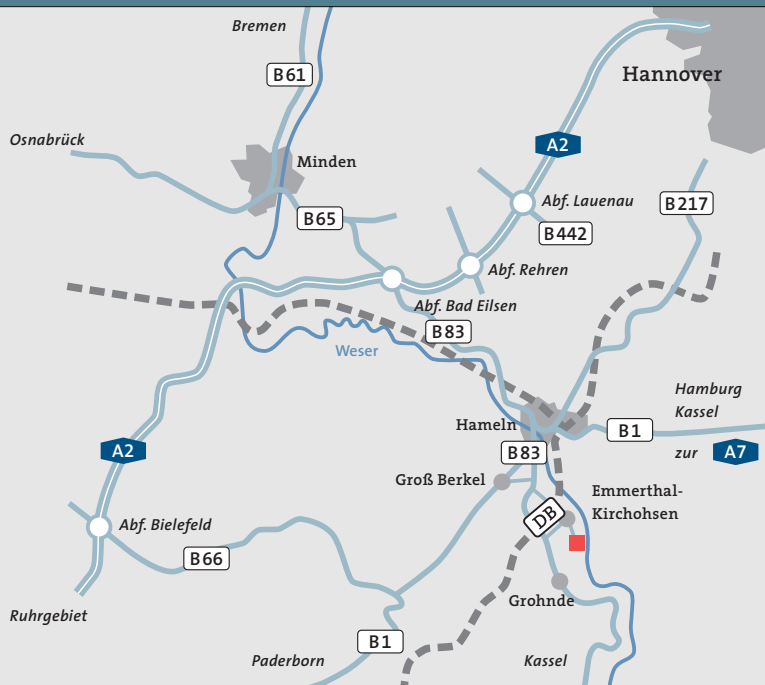 Bremen
B61
Hannover
Osnabrück
A2
Minden
Abf. Lauenau
B217
B65
B442
Abf. Rehren
Abf. Bad Eilsen
B83
Weser
Hamburg
Kassel
Hameln
B1
zur A7
A2
B83
Groß Berkel
Emmerthal-
Kirchohsen
DB
Abf. Bielefeld
B66
Grohnde
Ruhrgebiet
B1
Paderborn
Kassel